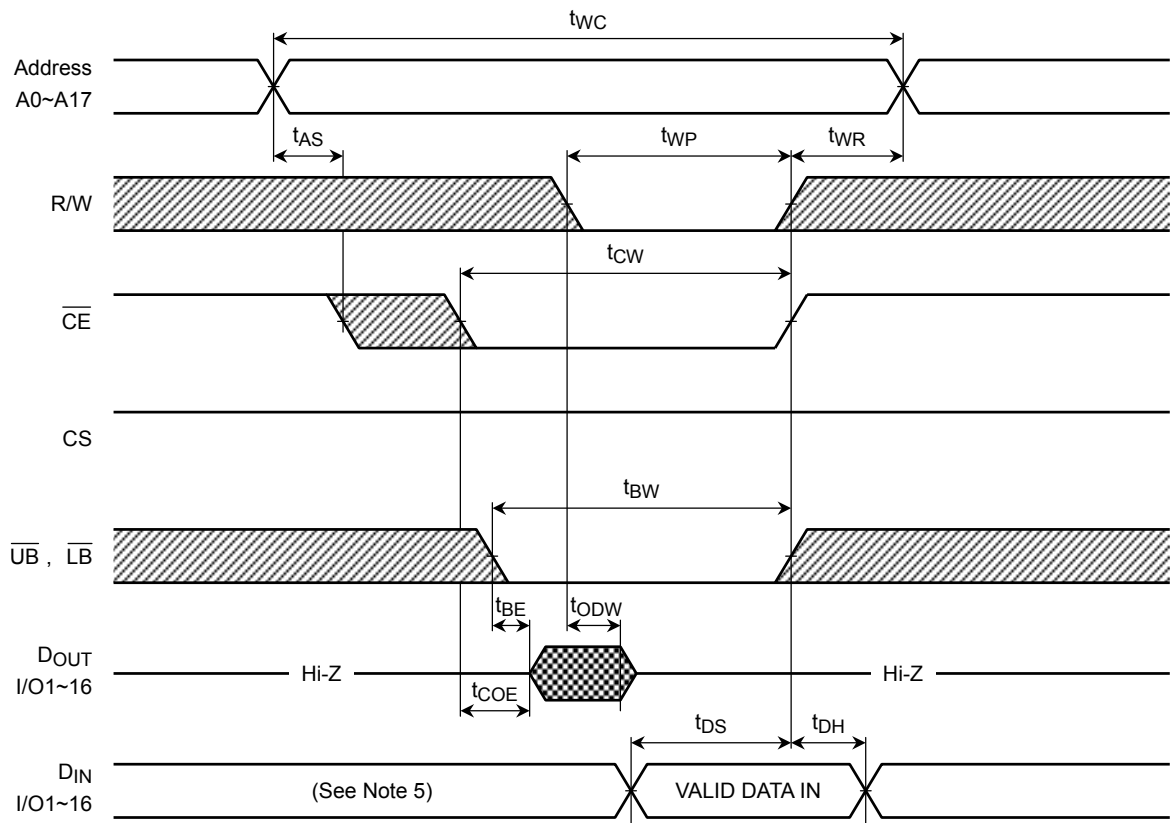 tWC
Address
A0~A17
tAS
tWP
tWR
R/W
tCW
CE
CS
tBW
UB , LB
tBE
tODW
DOUT
I/O1~16
Hi-Z
Hi-Z
tCOE
tDS
tDH
DIN
I/O1~16
(See Note 5)
VALID DATA IN